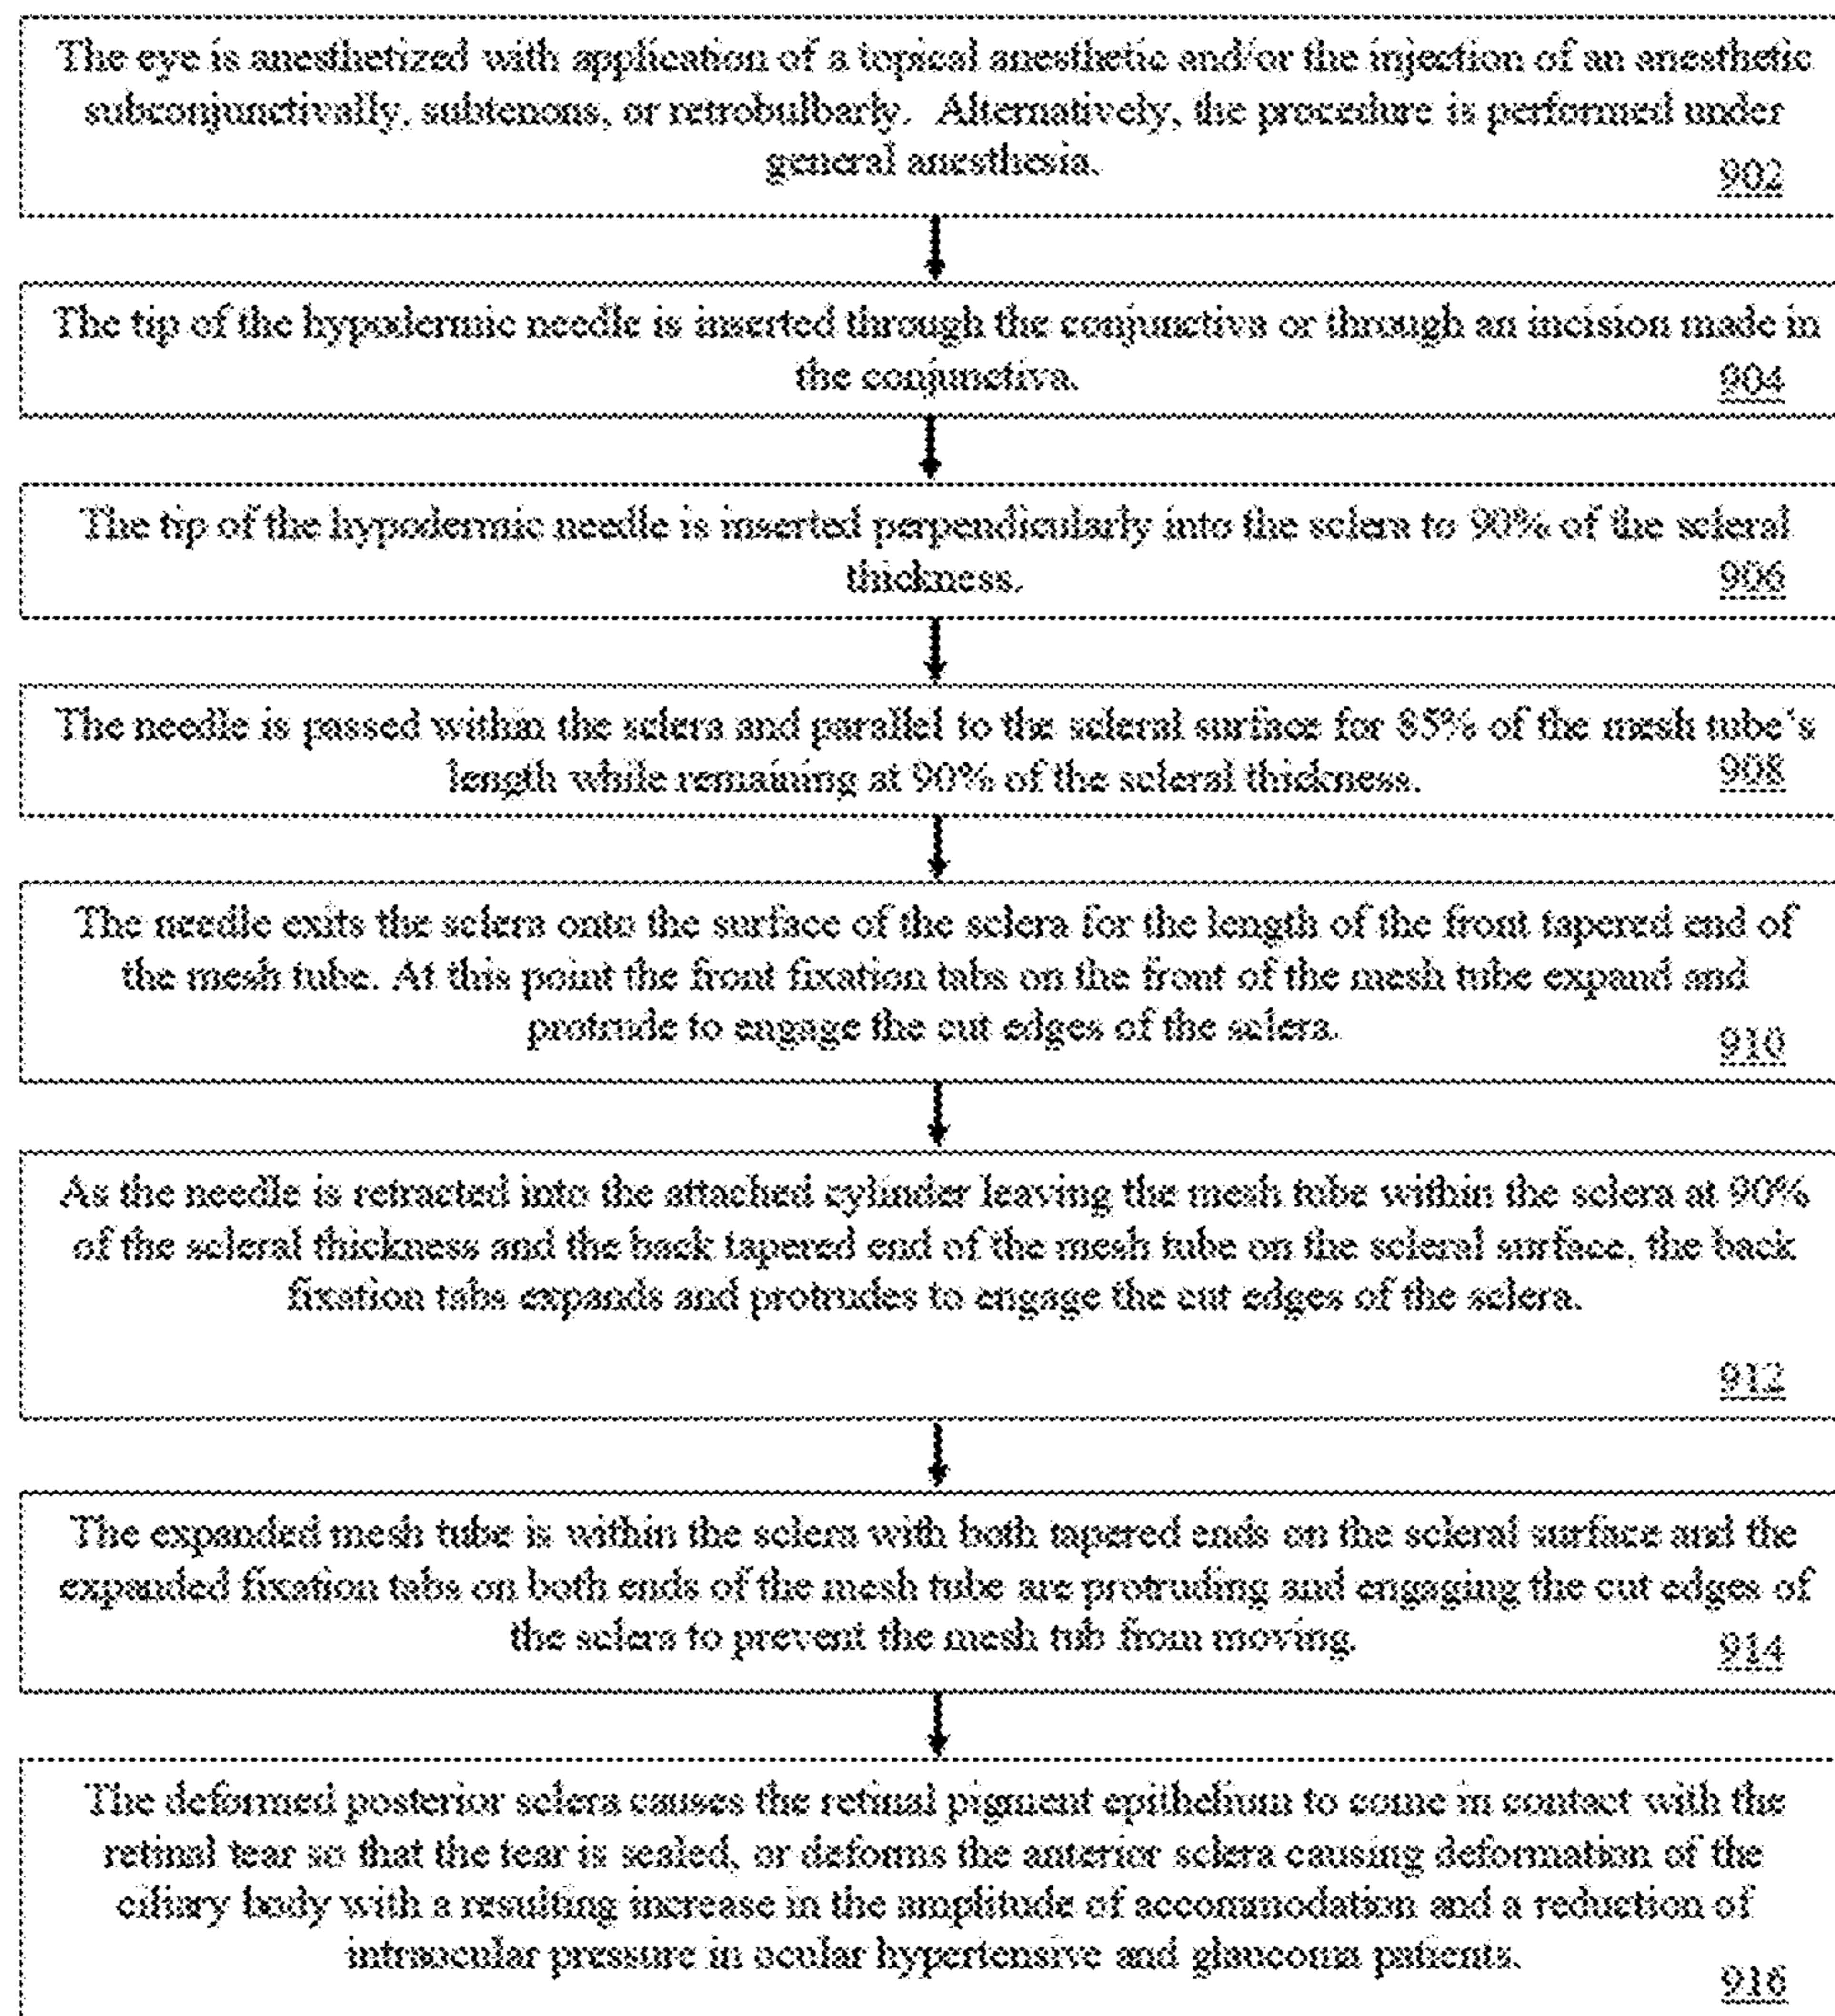 The eye is anesthetized with application of a topical anesthetic and/or the injection of an anesthetic
subconjunctivally, subtenons, or retrobulbarly. Alternatively, the procedure is performed under
general anesthesia.
902
The tip of the hypodermic needle is inserted through the conjunctiva or through an incision made in
the conjunctiva.
904
The tip of the hypodermic needle is inserted perpendicularly into the sclera to 90% of the scleral
thickness.
906
The needle is passed within the sclera and parallel to the scleral surface for 85% of the mesh tube's
length while remaining at 90% of the scleral thickness.
908
The needle exits the sclera onto the surface of the sclera for the length of the front tapered end of
the mesh tube. At this point the front fixation tabs on the front of the mesh tube expand and
protrude to engage the cut edges of the sclera.
910
As the needle is retracted into the attached cylinder leaving the mesh tube within the sclera at 90%
of the scleral thickness and the back tapered end of the mesh tube on the scleral surface, the back
fixation tabs expands and protrudes to engage the cut edges of the sclera.
912
The expanded mesh tube is within the sclera with both tapered ends on the scleral surface and the
expanded fixation tabs on both ends of the mesh tube are protruding and engaging the cut edges of
the sclera to prevent the mesh tub from moving.
914
The deformed posterior sclera causes the retinal pigment epithelium to come in contact with the
retinal tear so that the tear is sealed, or deforms the anterior sclera causing deformation of the
ciliary body with a resulting increase in the amplitude of accommodation and a reduction of
intraocular pressure in ocular hypertensive and glaucoma patients.
916